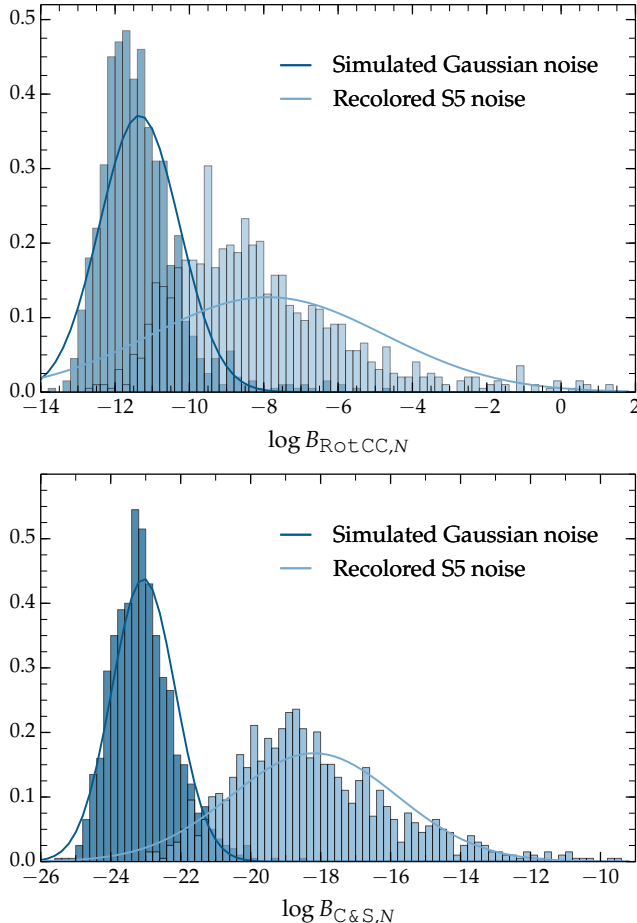 0.5
Simulated Gaussian noise
Recolored S5 noise
0.4
0.3
0.2
0.1
0.0
−14 −12 −10 −8 −6 −4 −2 0 2
log B_RotCC,N
0.5
Simulated Gaussian noise
Recolored S5 noise
0.4
0.3
0.2
0.1
0.0
−26 −24 −22 −20 −18 −16 −14 −12 −10
log B_C&S,N